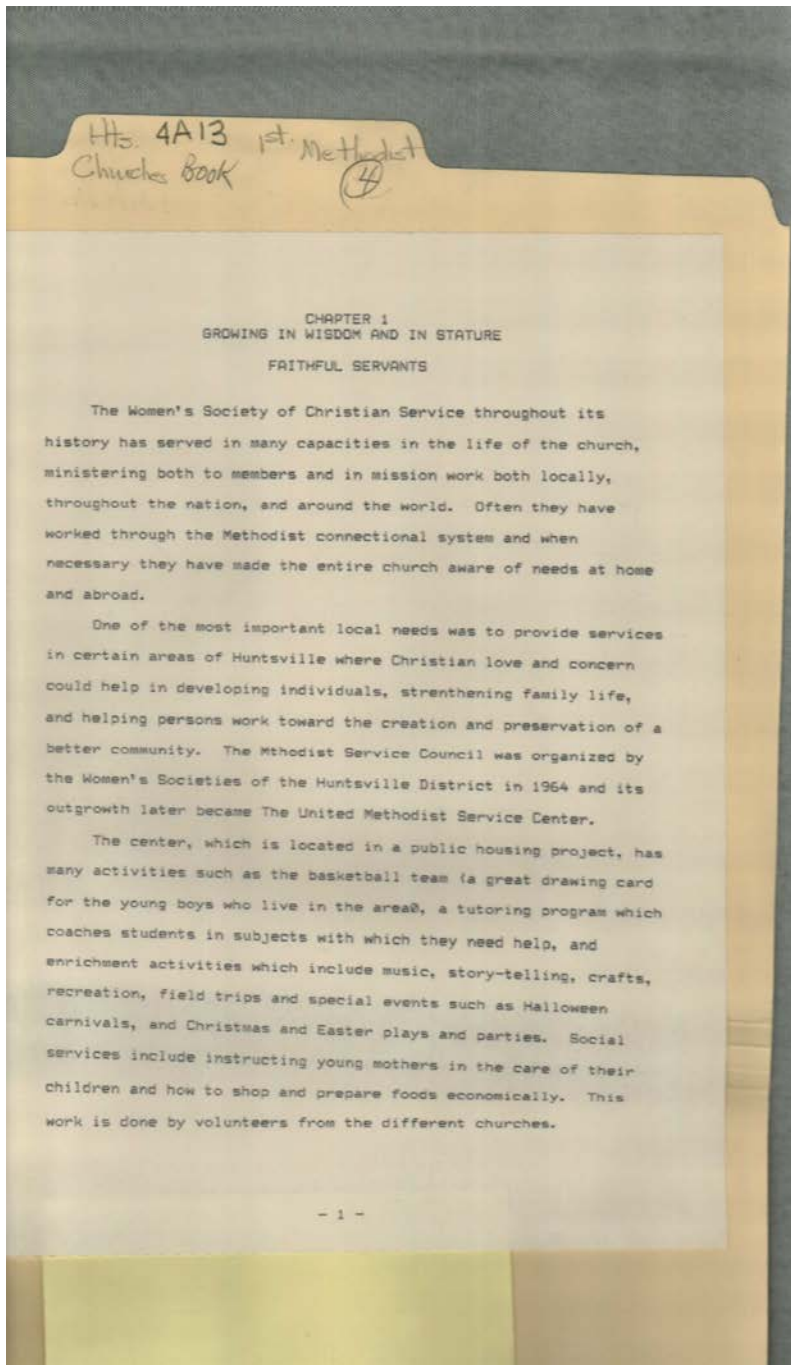 Hts. 4A13 1st. Methodist
Churches Book
4
CHAPTER 1
GROWING IN WISDOM AND IN STATURE
FAITHFUL SERVANTS
The Women's Society of Christian Service throughout its
history has served in many capacities in the life of the church,
ministering both to members and in mission work both locally,
throughout the nation, and around the world. Often they have
worked through the Methodist connectional system and when
necessary they have made the entire church aware of needs at home
and abroad.
One of the most important local needs was to provide services
in certain areas of Huntsville where Christian love and concern
could help in developing individuals, strenthening family life,
and helping persons work toward the creation and preservation of a
better community. The Mthodist Service Council was organized by
the Women's Societies of the Huntsville District in 1964 and its
outgrowth later became The United Methodist Service Center.
The center, which is located in a public housing project, has
many activities such as the basketball team (a great drawing card
for the young boys who live in the area0, a tutoring program which
coaches students in subjects with which they need help, and
enrichment activities which include music, story-telling, crafts,
recreation, field trips and special events such as Halloween
carnivals, and Christmas and Easter plays and parties. Social
services include instructing young mothers in the care of their
children and how to shop and prepare foods economically. This
work is done by volunteers from the different churches.
- 1 -